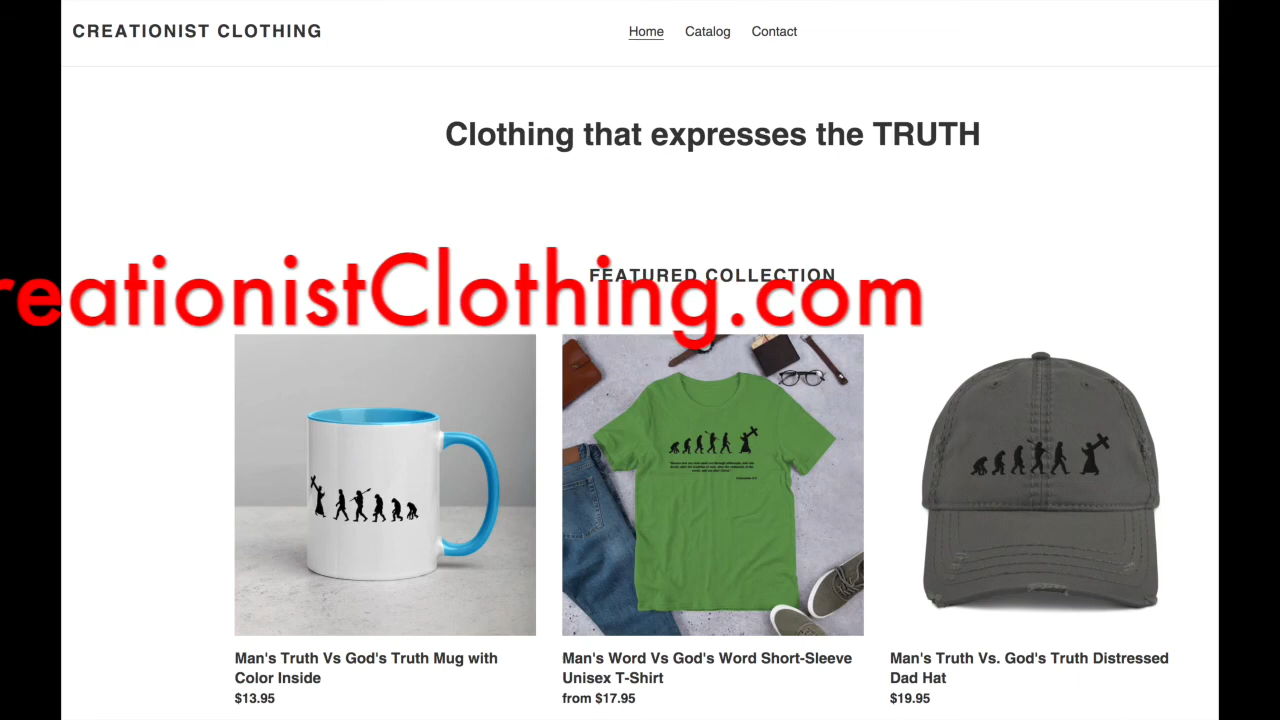 CREATIONIST CLOTHING
Home Catalog Contact
Clothing that expresses the TRUTH
FEATURED COLLECTION
reationistClothing.com
Man's Truth Vs God's Truth Mug with
Color Inside
$13.95
Man's Word Vs God's Word Short-Sleeve
Unisex T-Shirt
from $17.95
Man's Truth Vs. God's Truth Distressed
Dad Hat
$19.95